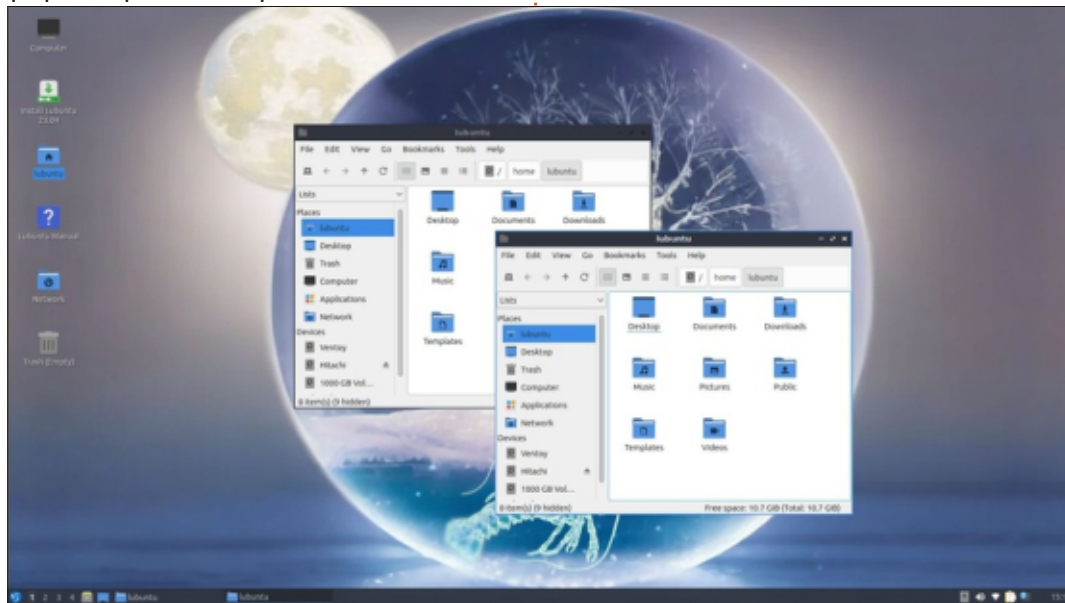 Computer
Install Lubuntu
23.04
lubuntu
Lubuntu Manual
Network
Trash (Empty)
lubuntu
File Edit View Go Bookmarks Tools Help
/ home lubuntu
Lists
Places
lubuntu
Desktop
Trash
Computer
Applications
Network
Devices
Ventoy
Hitachi
1000 GB Vol...
8 item(s) (9 hidden)
Desktop Documents Downloads
Music
Templates
lubuntu
File Edit View Go Bookmarks Tools Help
/ home lubuntu
Lists
Places
lubuntu
Desktop
Trash
Computer
Applications
Network
Devices
Ventoy
Hitachi
1000 GB Vol...
Desktop Documents Downloads
Music Pictures Public
Templates Videos
8 item(s) (9 hidden) Free space: 10.7 GiB (Total: 10.7 GiB)
1 2 3 4 lubuntu lubuntu